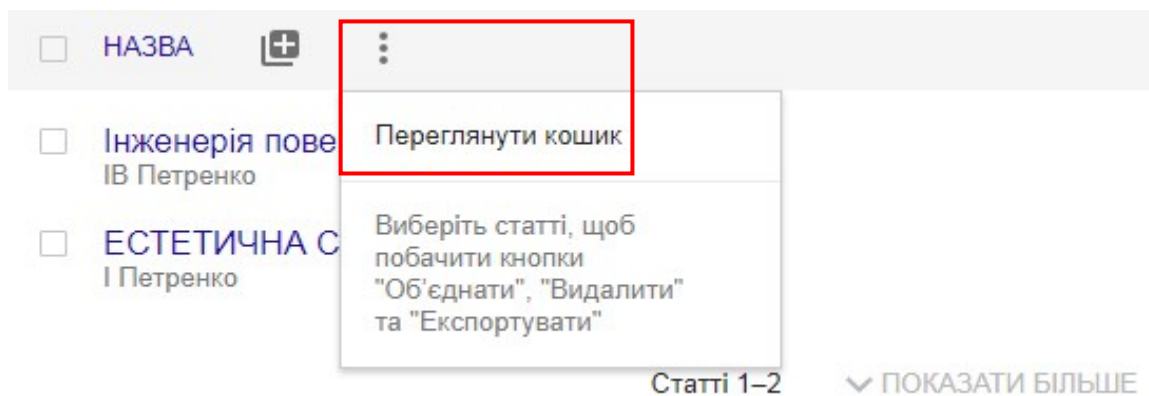 НАЗВА
Інженерія пове
ІВ Петренко
ЕСТЕТИЧНА С
І Петренко
Переглянути кошик
Виберіть статті, щоб
побачити кнопки
"Об'єднати", "Видалити"
та "Експортувати"
Статті 1–2
ПОКАЗАТИ БІЛЬШЕ